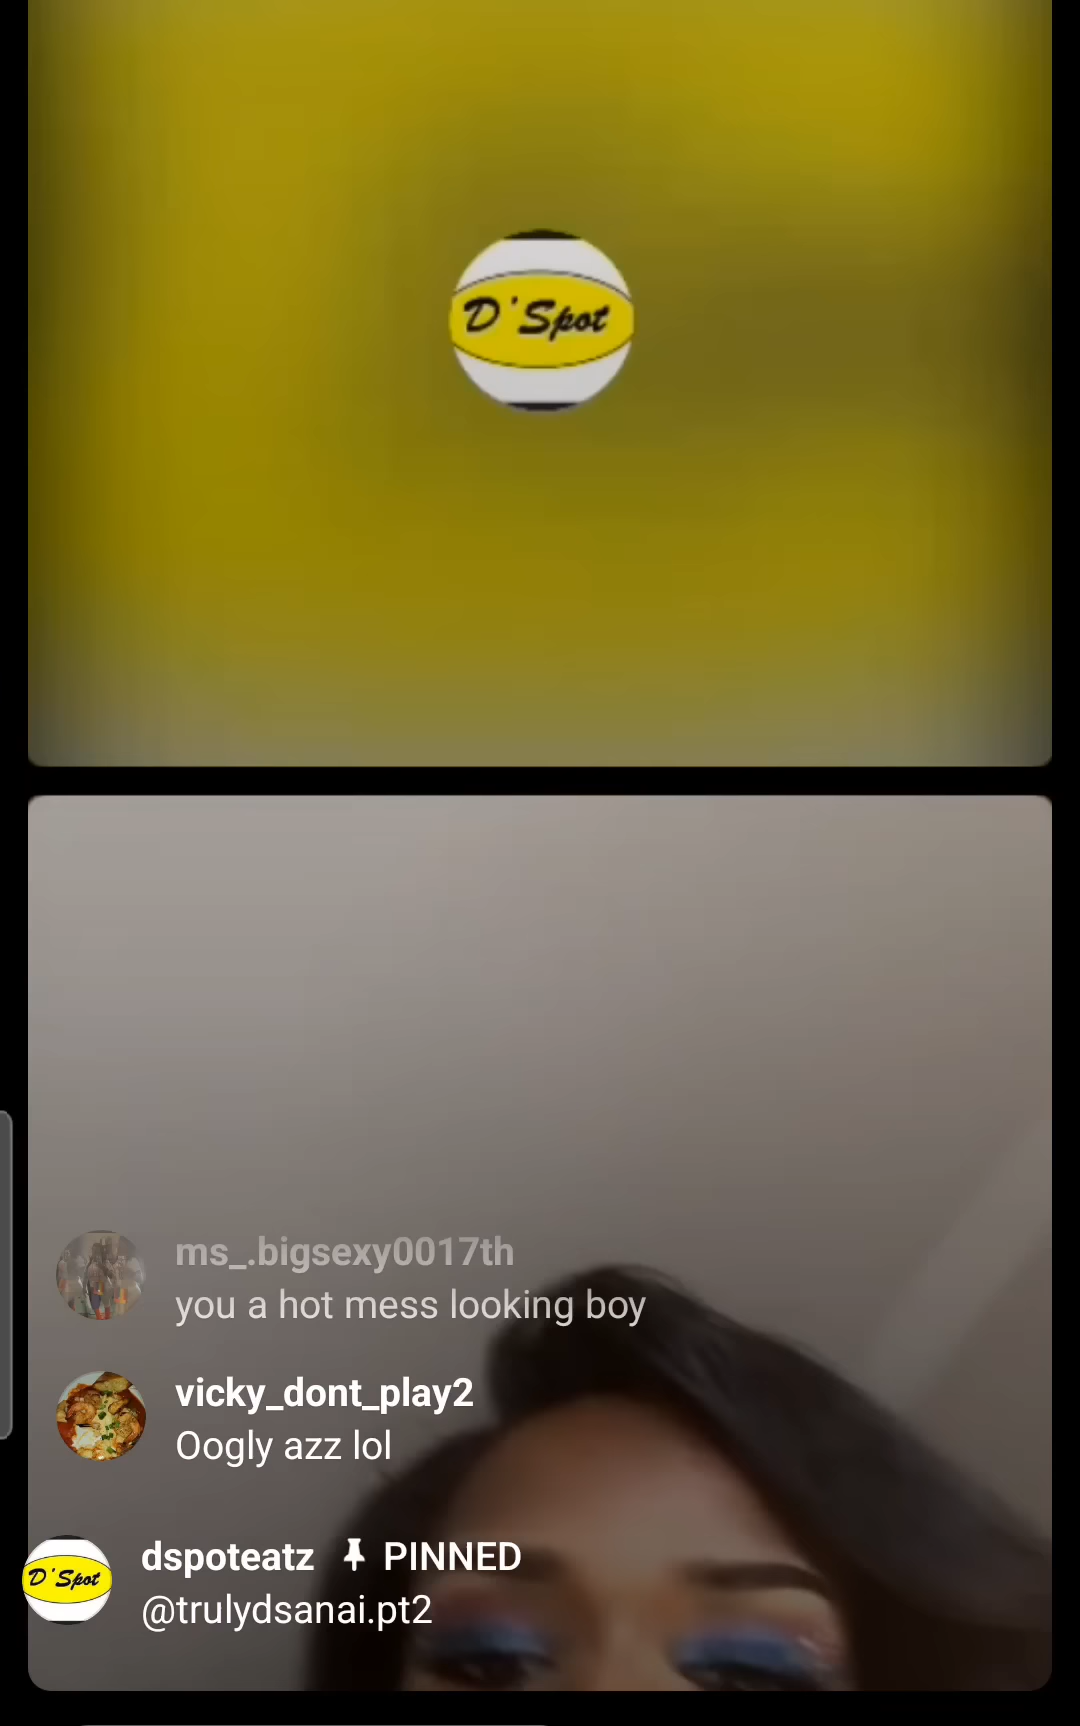 D'Spot
ms_.bigsexy0017th
you a hot mess looking boy
vicky_dont_play2
Oogly azz lol
D'Spot
dspoteatz PINNED
@trulydsanai.pt2